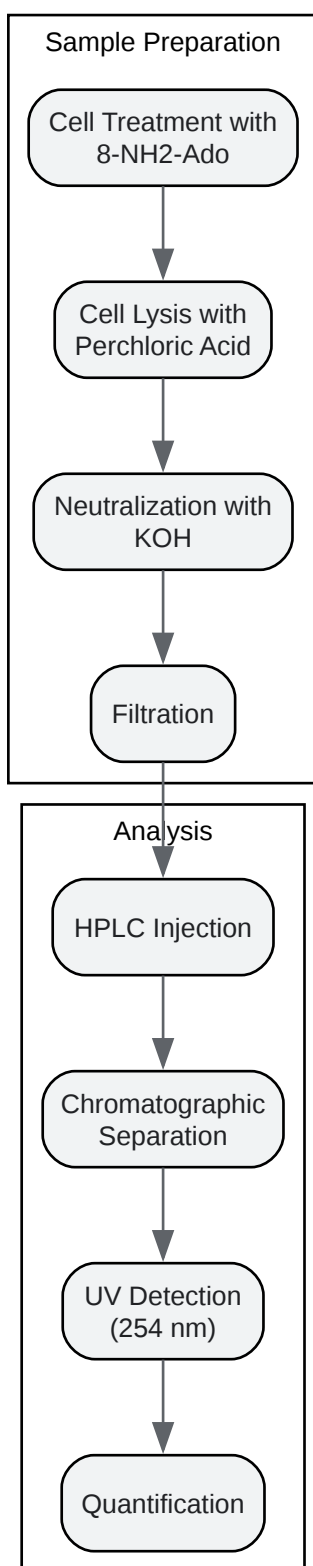 Sample Preparation
Cell Treatment with
8-NH2-Ado
Cell Lysis with
Perchloric Acid
Neutralization with
KOH
Filtration
Analysis
HPLC Injection
Chromatographic
Separation
UV Detection
(254 nm)
Quantification